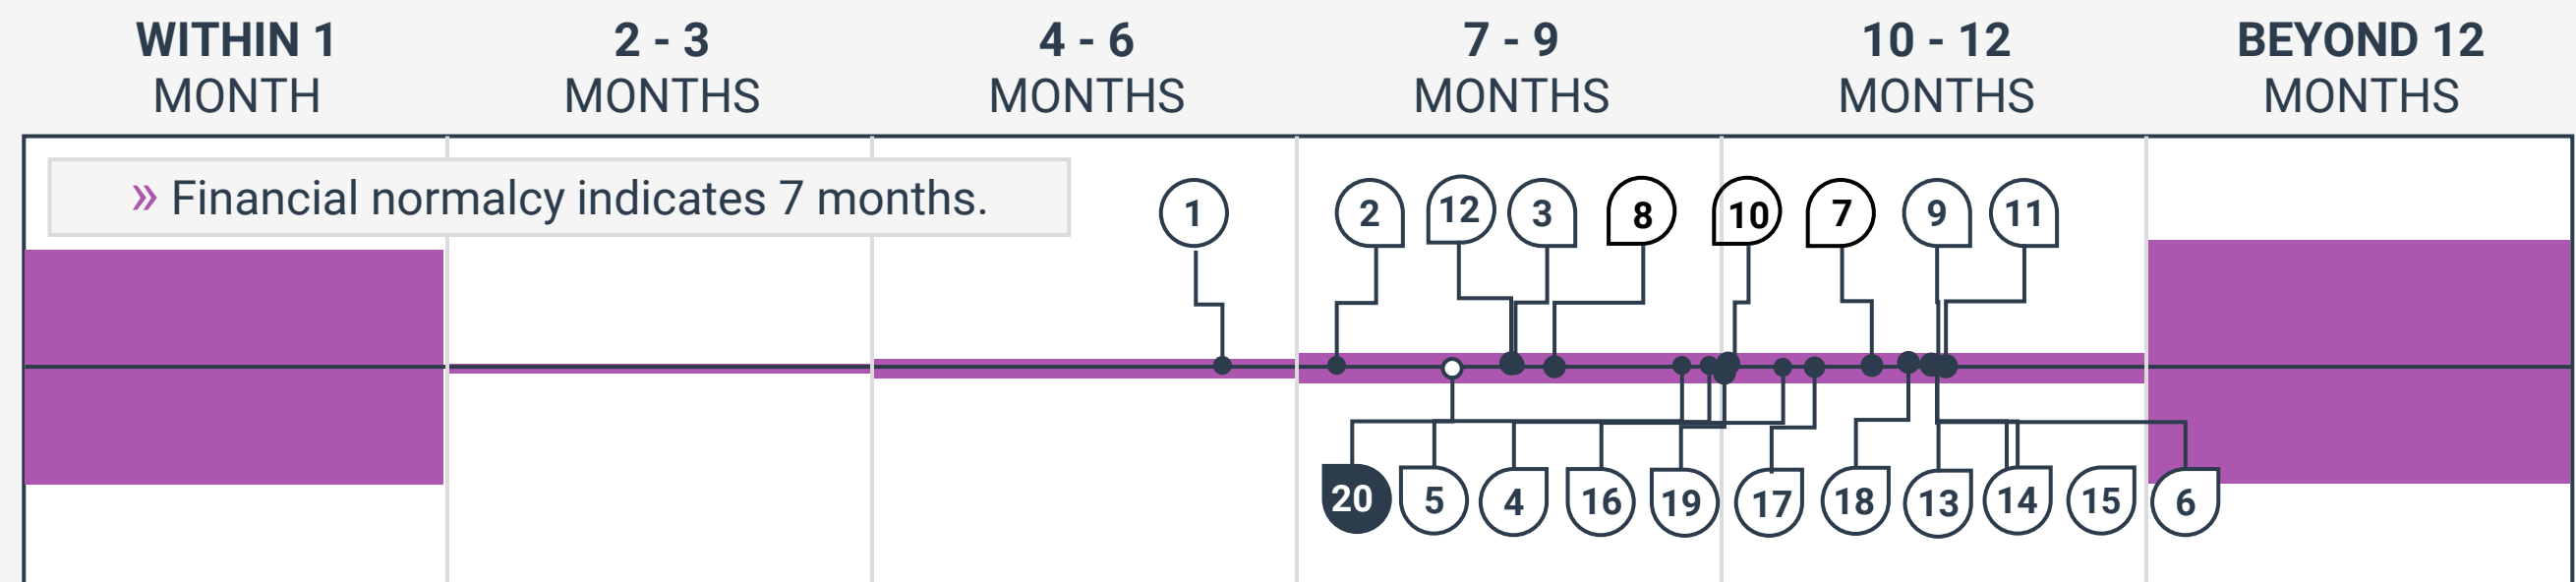 WITHIN 1
MONTH
2 - 3
MONTHS
4 - 6
MONTHS
7 - 9
MONTHS
10 - 12
MONTHS
BEYOND 12
MONTHS
» Financial normalcy indicates 7 months.
1
2
12
3
8
10
7
9
11
20
5
4
16
19
17
18
13
14
15
6